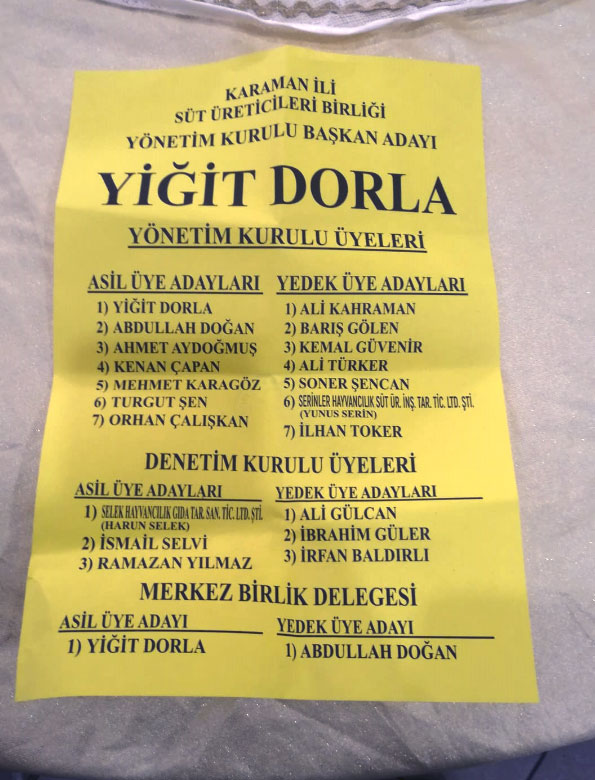 KARAMAN İLİ
SÜT ÜRETİCİLERİ BİRLİĞİ
YÖNETİM KURULU BAŞKAN ADAYI
YİĞİT DORLA
YÖNETİM KURULU ÜYELERİ
ASİL ÜYE ADAYLARI
1) YİĞİT DORLA
2) ABDULLAH DOĞAN
3) AHMET AYDOĞMUŞ
4) KENAN ÇAPAN
5) MEHMET KARAGÖZ
6) TURGUT ŞEN
7) ORHAN ÇALIŞKAN
YEDEK ÜYE ADAYLARI
1) ALİ KAHRAMAN
2) BARIŞ GÖLEN
3) KEMAL GÜVENİR
4) ALİ TÜRKER
5) SONER ŞENCAN
6) SERİNLER HAYVANCILIK SÜT ÜR. İNŞ. TAR. TİC. LTD. ŞTİ.
(YUNUS SERİN)
7) İLHAN TOKER
DENETİM KURULU ÜYELERİ
ASİL ÜYE ADAYLARI
1) SELEK HAYVANCILIK GIDA TAR. SAN. TİC. LTD. ŞTİ.
(HARUN SELEK)
2) İSMAİL SELVİ
3) RAMAZAN YILMAZ
YEDEK ÜYE ADAYLARI
1) ALİ GÜLCAN
2) İBRAHİM GÜLER
3) İRFAN BALDIRLI
MERKEZ BİRLİK DELEGESİ
ASİL ÜYE ADAYI
1) YİĞİT DORLA
YEDEK ÜYE ADAYI
1) ABDULLAH DOĞAN